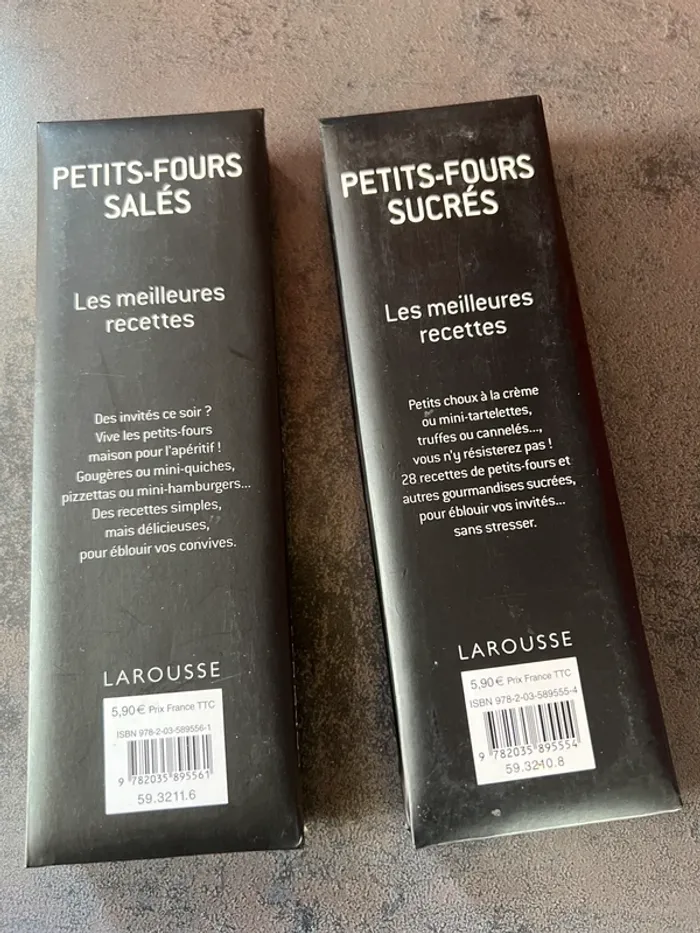 PETITS-FOURS
SALÉS
Les meilleures
recettes
Des invités ce soir ?
Vive les petits-fours
maison pour l'apéritif !
Gougères ou mini-quiches,
pizzettas ou mini-hamburgers...
Des recettes simples,
mais délicieuses,
pour éblouir vos convives.
LAROUSSE
5,90 € Prix France TTC
ISBN 978-2-03-589556-1
9 782035 895561
59.3211.6
PETITS-FOURS
SUCRÉS
Les meilleures
recettes
Petits choux à la crème
ou mini-tartelettes,
truffes ou cannelés...,
vous n'y résisterez pas !
28 recettes de petits-fours et
autres gourmandises sucrées,
pour éblouir vos invités...
sans stresser.
LAROUSSE
5,90 € Prix France TTC
ISBN 978-2-03-589555-4
9 782035 895554
59.3210.8